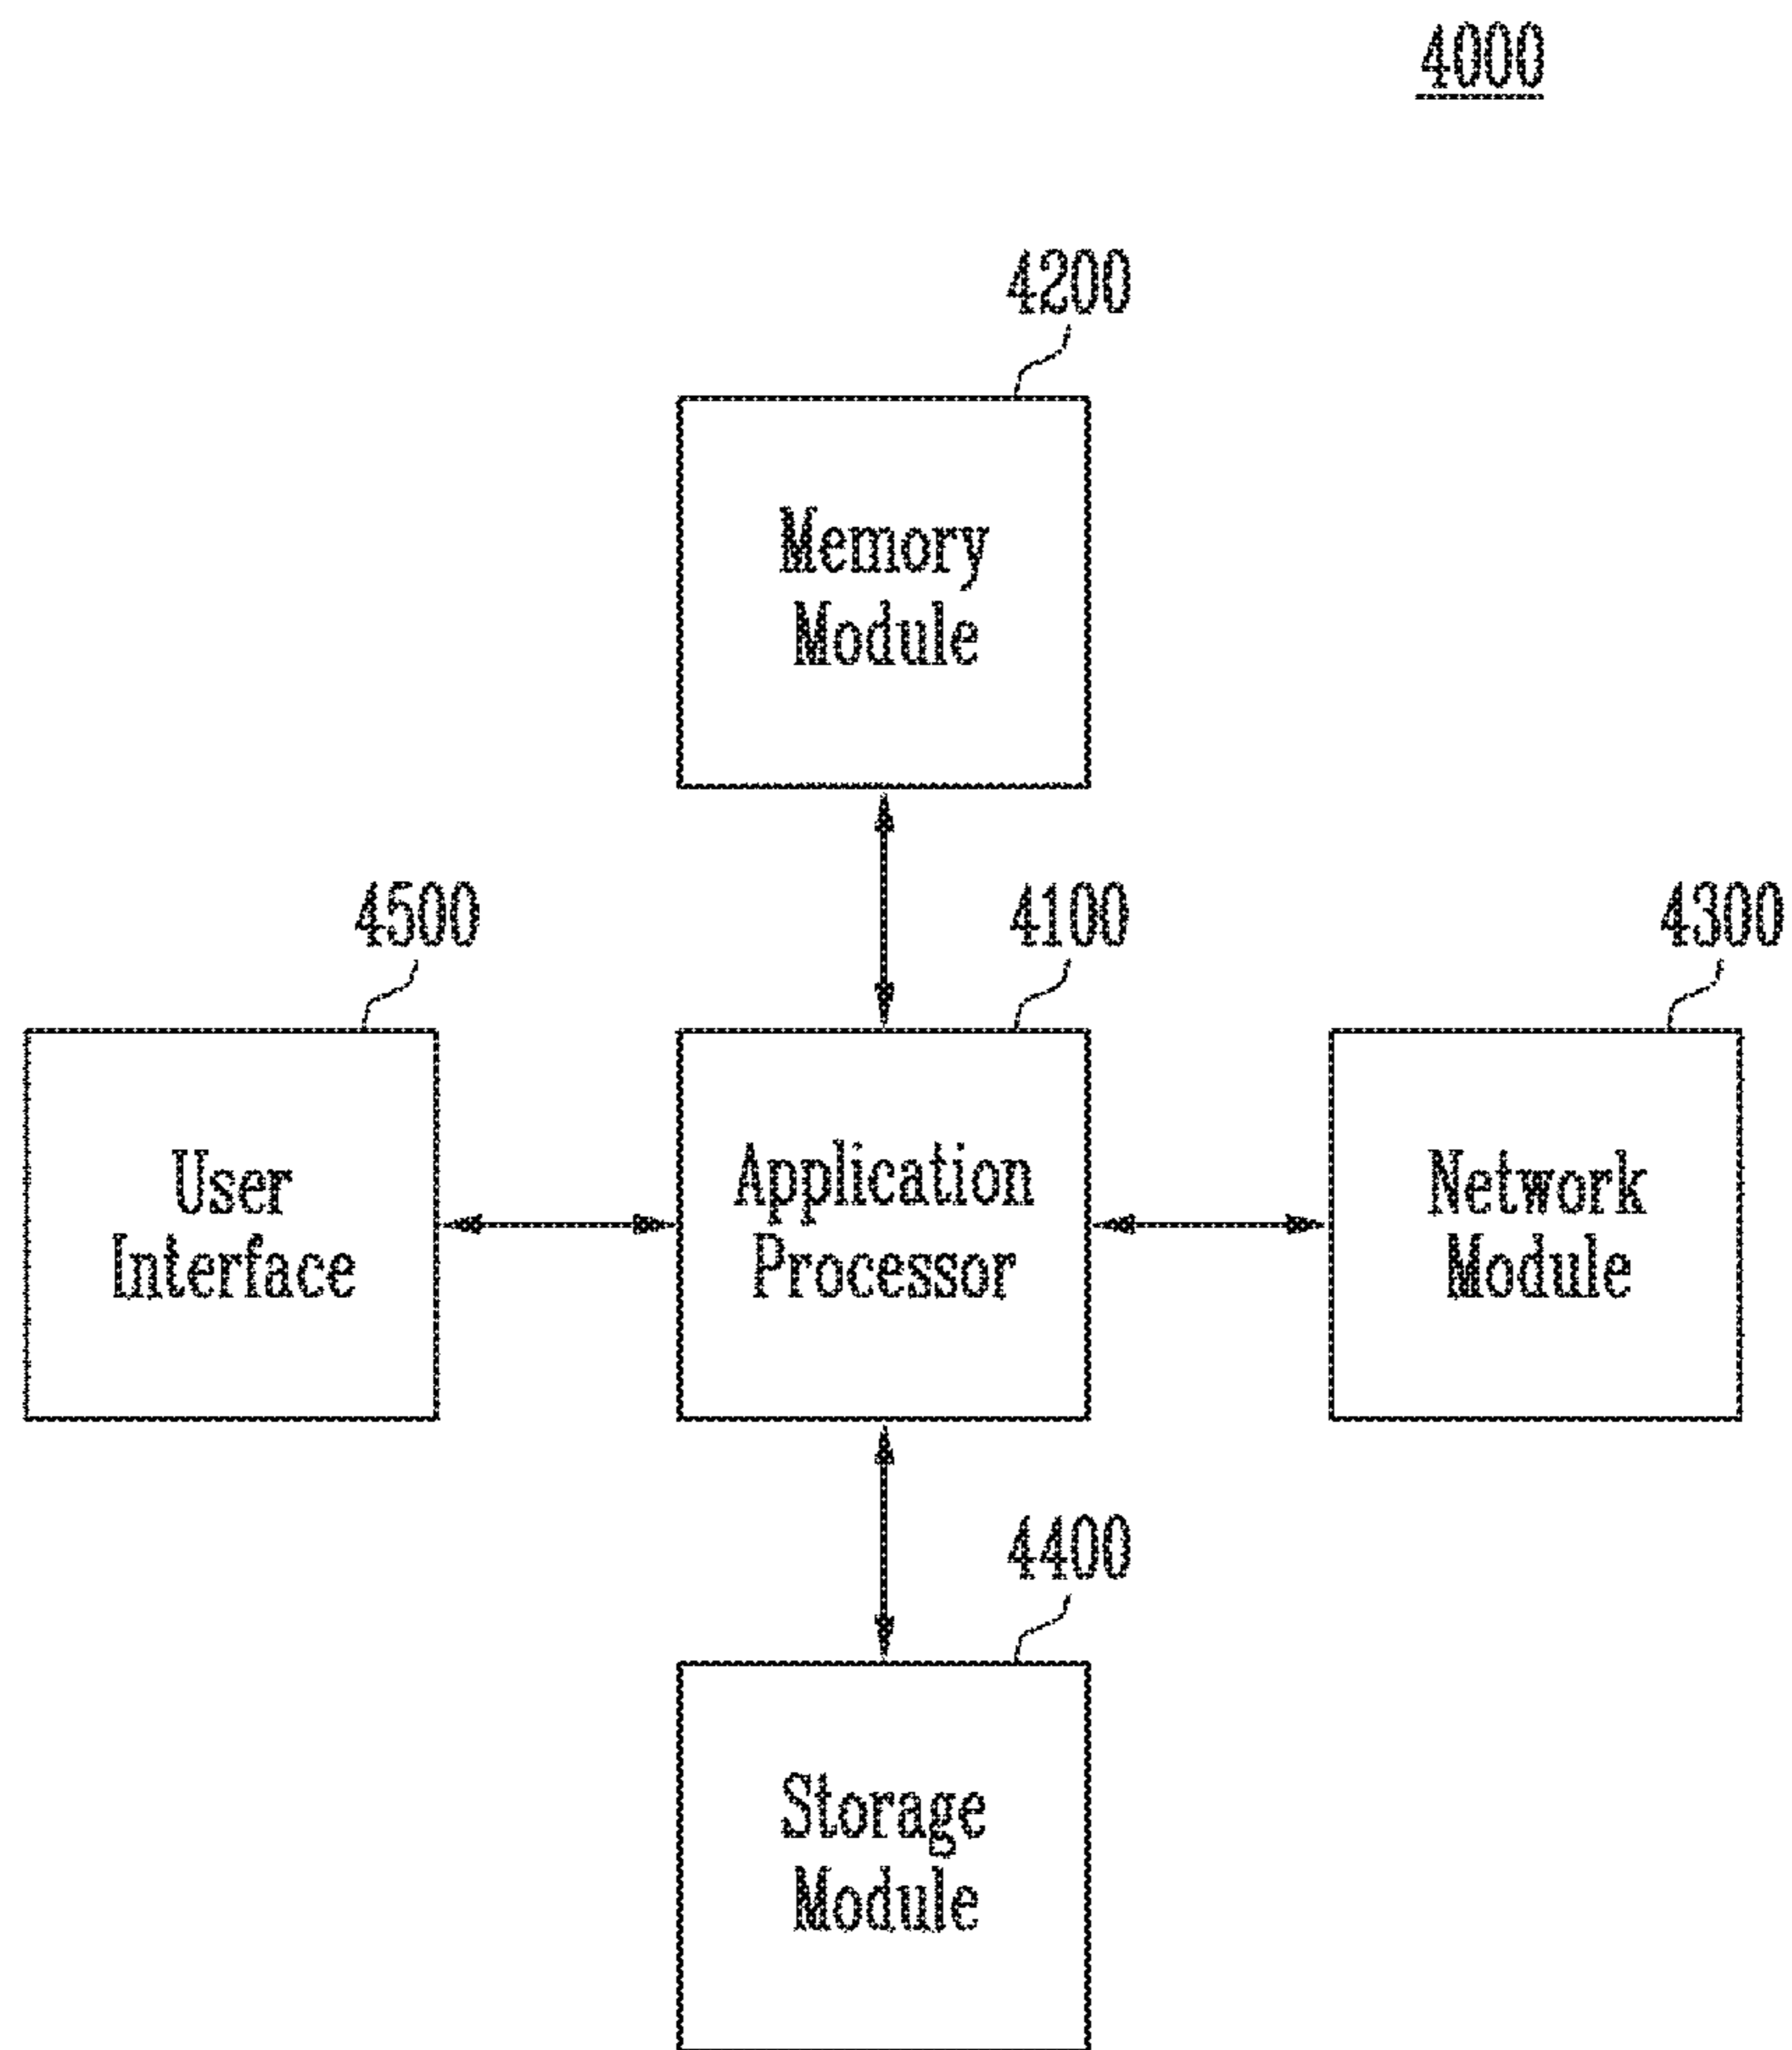 4000
4200
Memory
Module
4500
4100
4300
User
Interface
Application
Processor
Network
Module
4400
Storage
Module